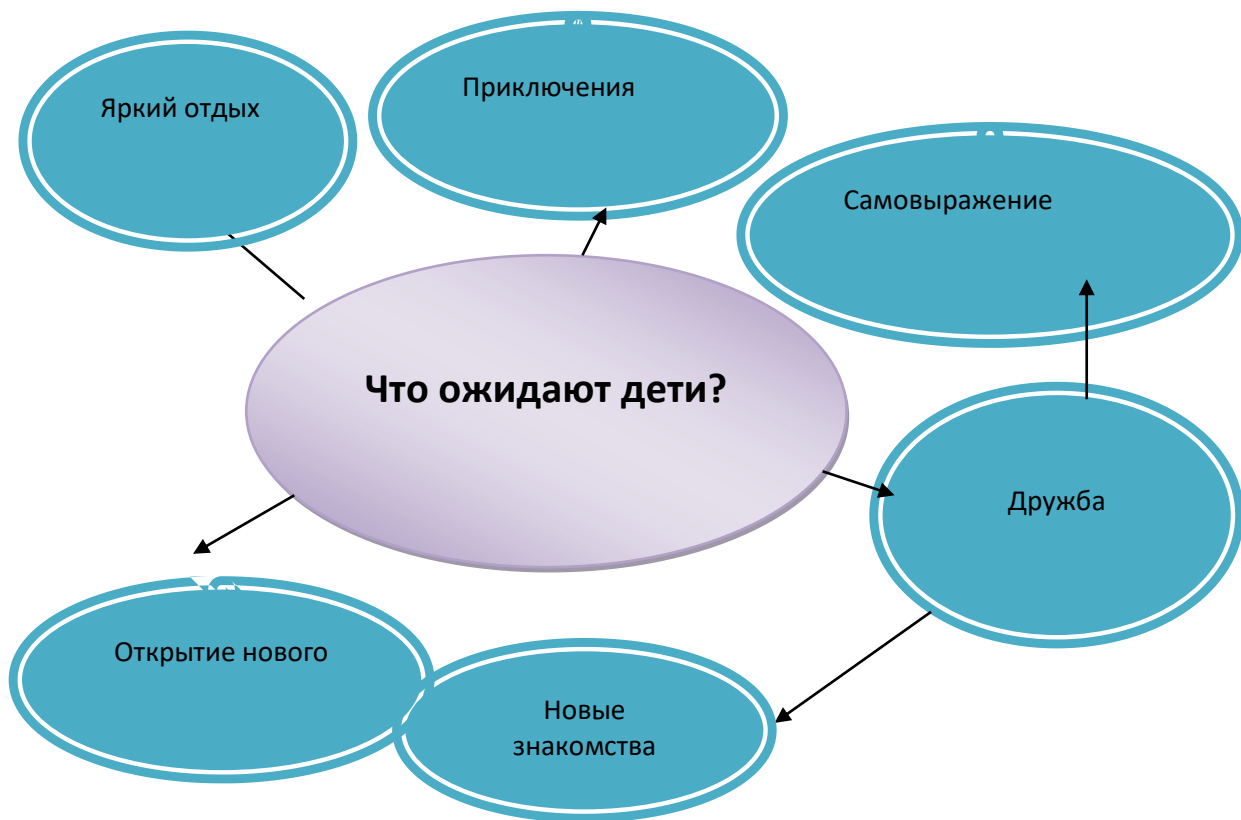 Яркий отдых
Приключения
Самовыражение
Что ожидают дети?
Дружба
Открытие нового
Новые
знакомства